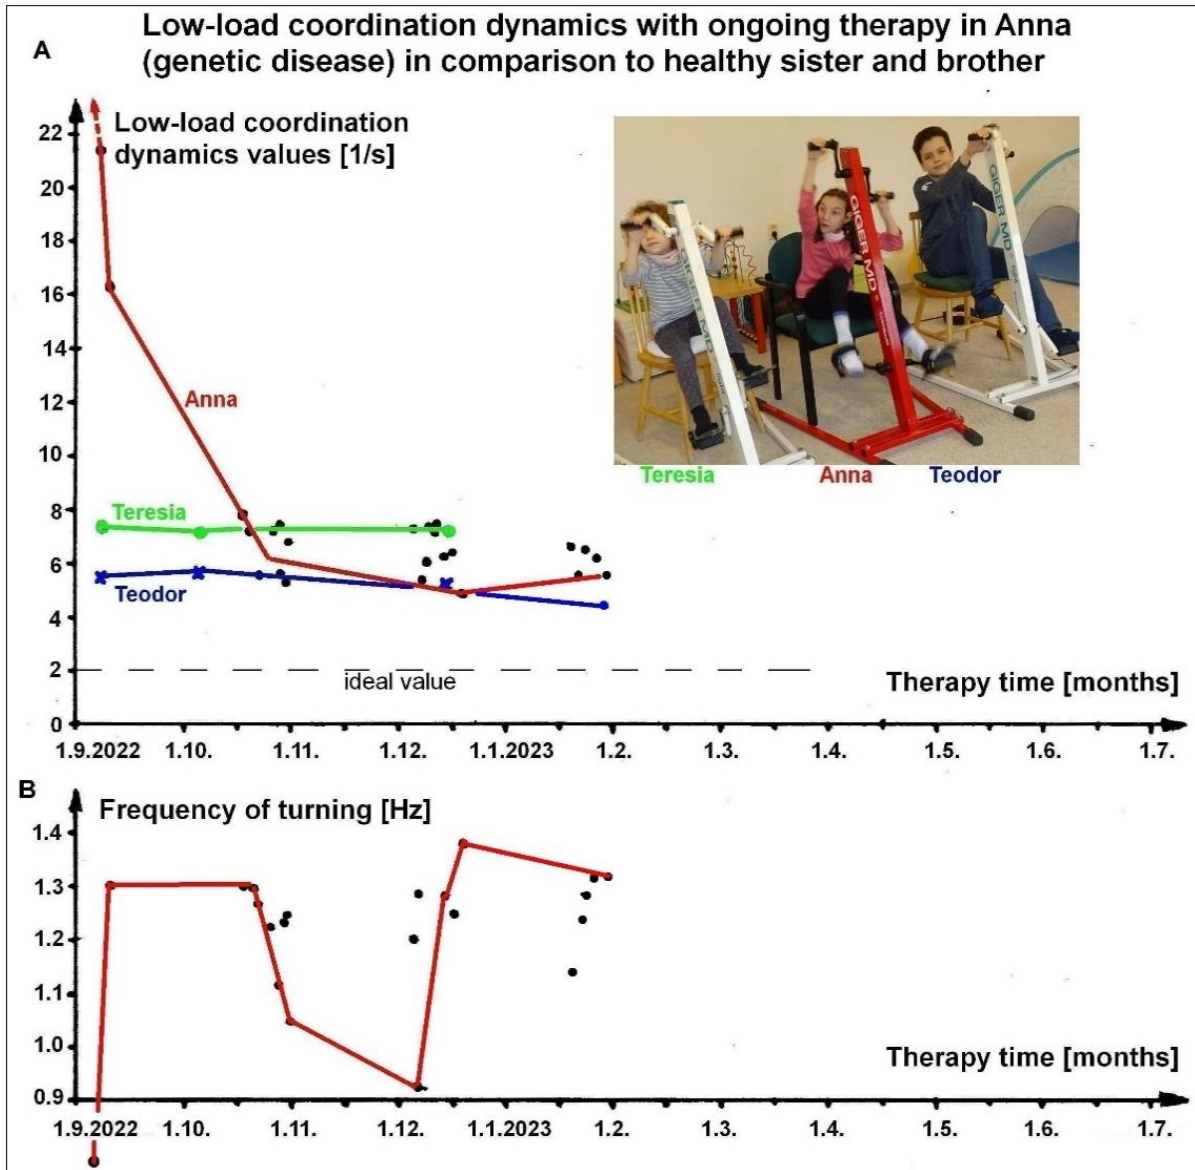 Low-load coordination dynamics with ongoing therapy in Anna
A
(genetic disease) in comparison to healthy sister and brother
Low-load coordination
dynamics values [1/s]
22
20
18
16
14
12
10
8
6
4
2
0
Anna
Teresia
Teodor
ideal value
GIGER MD
GIGER MD
GIGER MD
Teresia
Anna
Teodor
Therapy time [months]
1.9.2022
1.10.
1.11.
1.12.
1.1.2023
1.2.
1.3.
1.4.
1.5.
1.6.
1.7.
B
Frequency of turning [Hz]
1.4
1.3
1.2
1.1
1.0
0.9
Therapy time [months]
1.9.2022
1.10.
1.11.
1.12.
1.1.2023
1.2.
1.3.
1.4.
1.5.
1.6.
1.7.